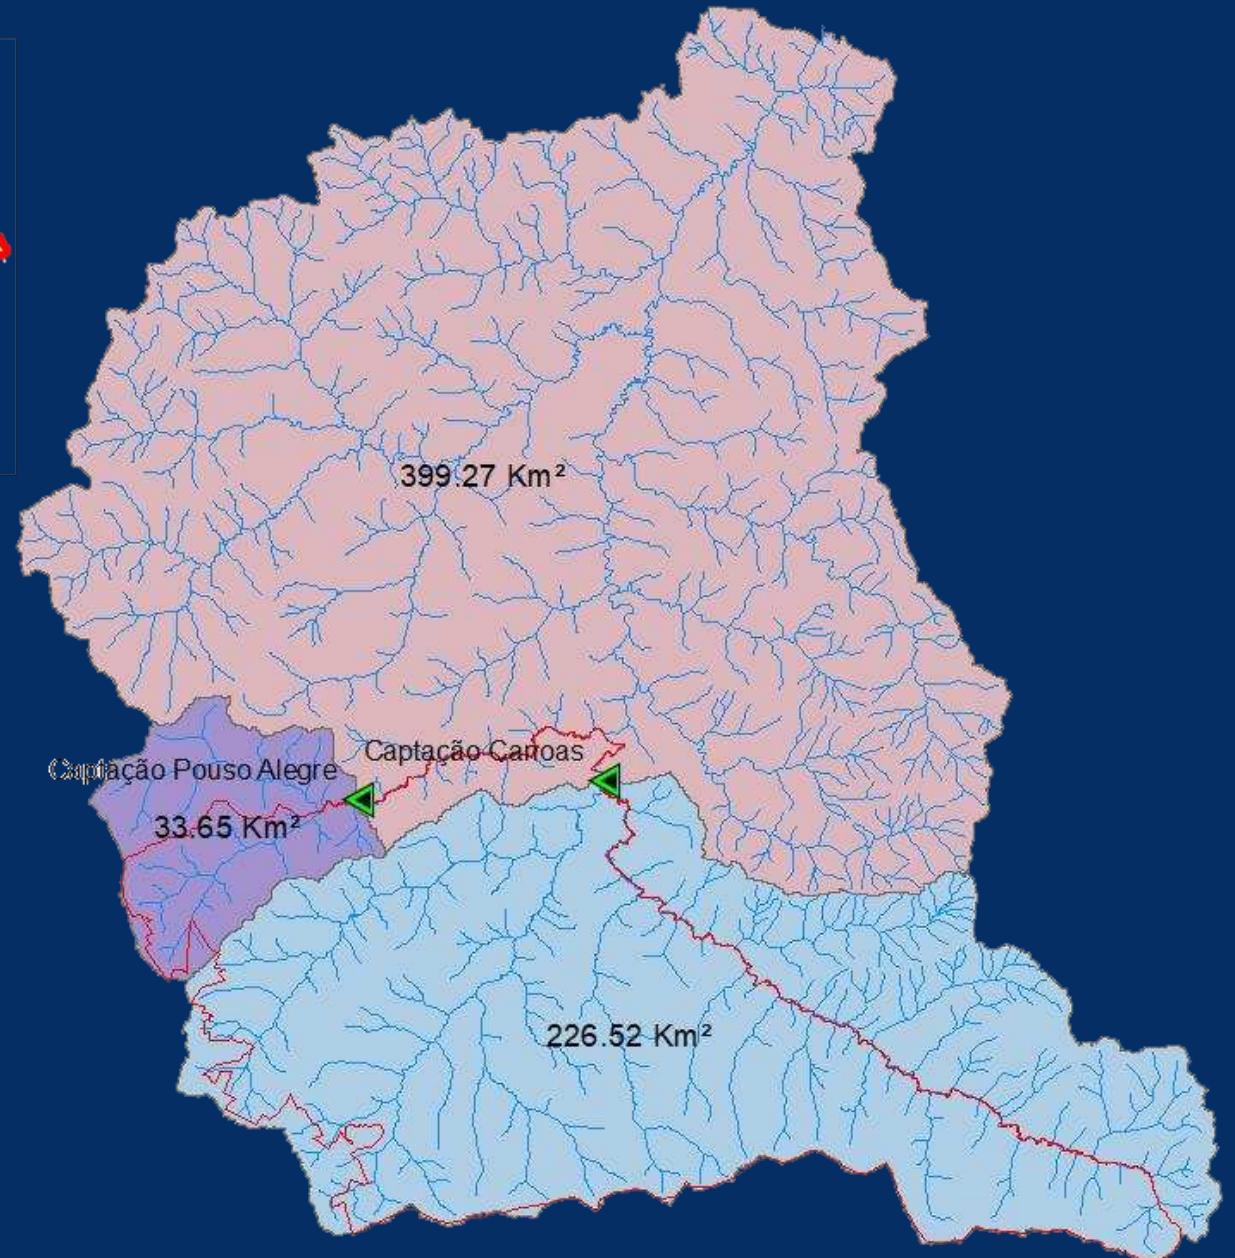 399.27 Km²
Captação Canoas
Captação Pouso Alegre
33.65 Km²
226.52 Km²